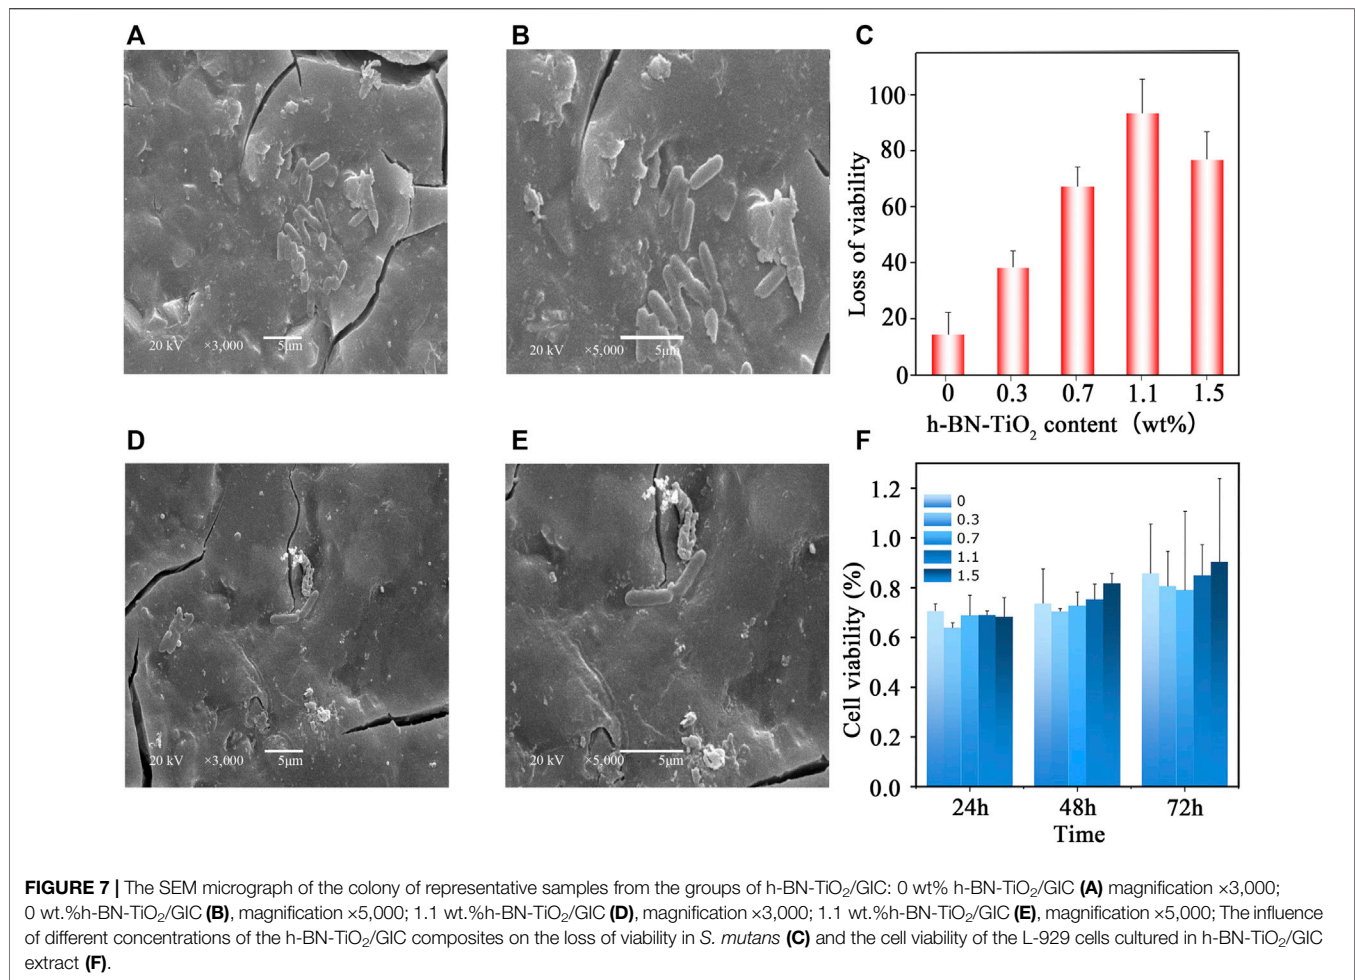 A
20 kV ×3,000 5μm
B
20 kV ×5,000 5μm
C
Loss of viability
100
80
60
40
20
0
0 0.3 0.7 1.1 1.5
h-BN-TiO₂ content（wt%）
D
20 kV ×3,000 5μm
E
20 kV ×5,000 5μm
F
Cell viability (%)
1.2
1.0
0.8
0.6
0.4
0.2
0.0
0
0.3
0.7
1.1
1.5
24h 48h 72h
Time
FIGURE 7 | The SEM micrograph of the colony of representative samples from the groups of h-BN-TiO₂/GIC: 0 wt% h-BN-TiO₂/GIC (A) magnification ×3,000;
0 wt.%h-BN-TiO₂/GIC (B), magnification ×5,000; 1.1 wt.%h-BN-TiO₂/GIC (D), magnification ×3,000; 1.1 wt.%h-BN-TiO₂/GIC (E), magnification ×5,000; The influence
of different concentrations of the h-BN-TiO₂/GIC composites on the loss of viability in S. mutans (C) and the cell viability of the L-929 cells cultured in h-BN-TiO₂/GIC
extract (F).